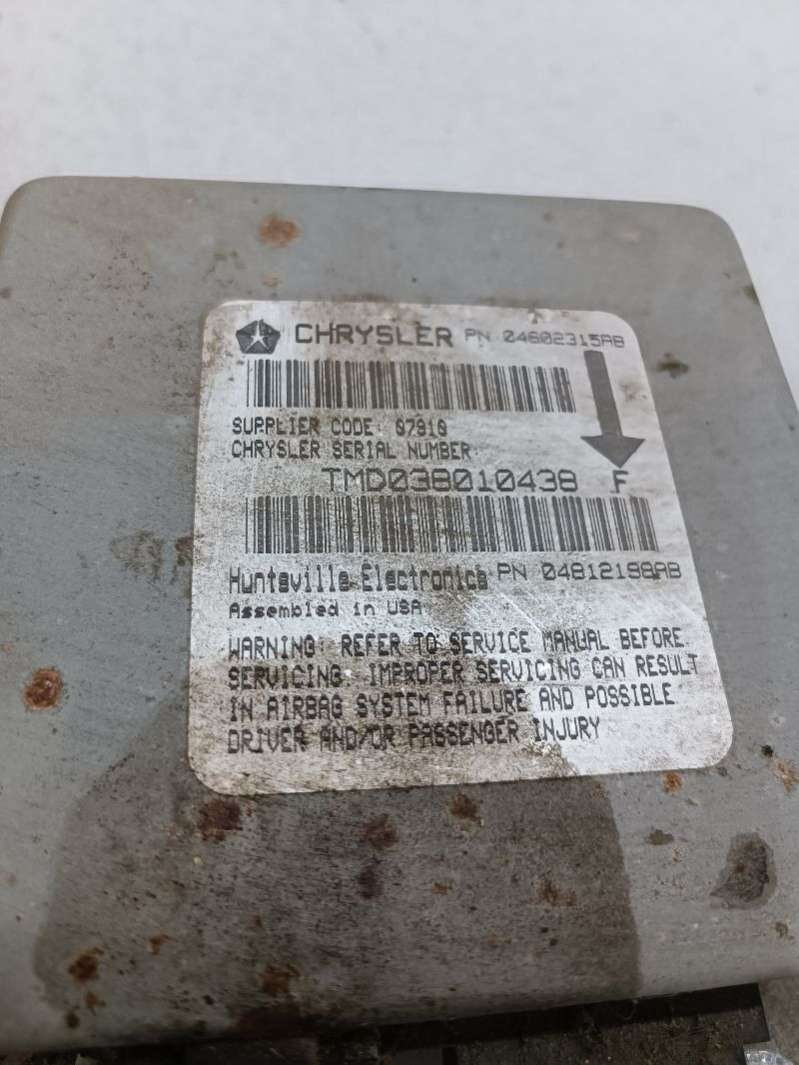 CHRYSLER PN 04602315AB
SUPPLIER CODE: 07910
CHRYSLER SERIAL NUMBER:
TMD038010438 F
Huntsville Electronics PN 04812198AB
Assembled in USA
WARNING: REFER TO SERVICE MANUAL BEFORE
SERVICING. IMPROPER SERVICING CAN RESULT
IN AIRBAG SYSTEM FAILURE AND POSSIBLE
DRIVER AND/OR PASSENGER INJURY